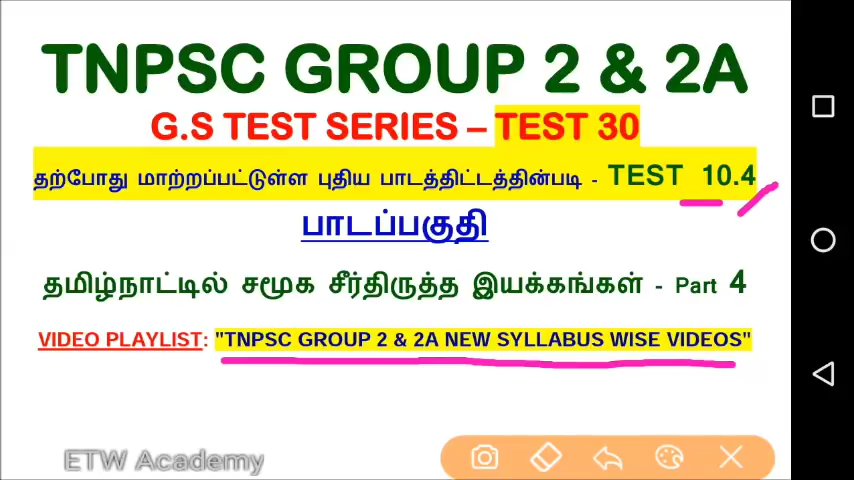 TNPSC GROUP 2 & 2A
G.S TEST SERIES – TEST 30
தற்போது மாற்றப்பட்டுள்ள புதிய பாடத்திட்டத்தின்படி - TEST 10.4
பாடப்பகுதி
தமிழ்நாட்டில் சமூக சீர்திருத்த இயக்கங்கள் - Part 4
VIDEO PLAYLIST: "TNPSC GROUP 2 & 2A NEW SYLLABUS WISE VIDEOS"
ETW Academy